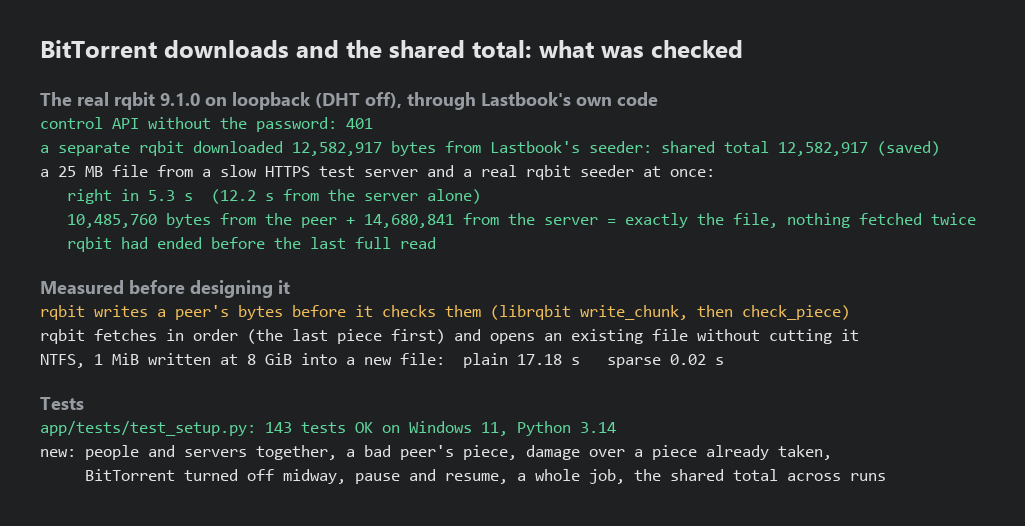 BitTorrent downloads and the shared total: what was checked
The real rqbit 9.1.0 on loopback (DHT off), through Lastbook's own code
control API without the password: 401
a separate rqbit downloaded 12,582,917 bytes from Lastbook's seeder: shared total 12,582,917 (saved)
a 25 MB file from a slow HTTPS test server and a real rqbit seeder at once:
right in 5.3 s  (12.2 s from the server alone)
10,485,760 bytes from the peer + 14,680,841 from the server = exactly the file, nothing fetched twice
rqbit had ended before the last full read
Measured before designing it
rqbit writes a peer's bytes before it checks them (librqbit write_chunk, then check_piece)
rqbit fetches in order (the last piece first) and opens an existing file without cutting it
NTFS, 1 MiB written at 8 GiB into a new file:  plain 17.18 s   sparse 0.02 s
Tests
app/tests/test_setup.py: 143 tests OK on Windows 11, Python 3.14
new: people and servers together, a bad peer's piece, damage over a piece already taken,
BitTorrent turned off midway, pause and resume, a whole job, the shared total across runs